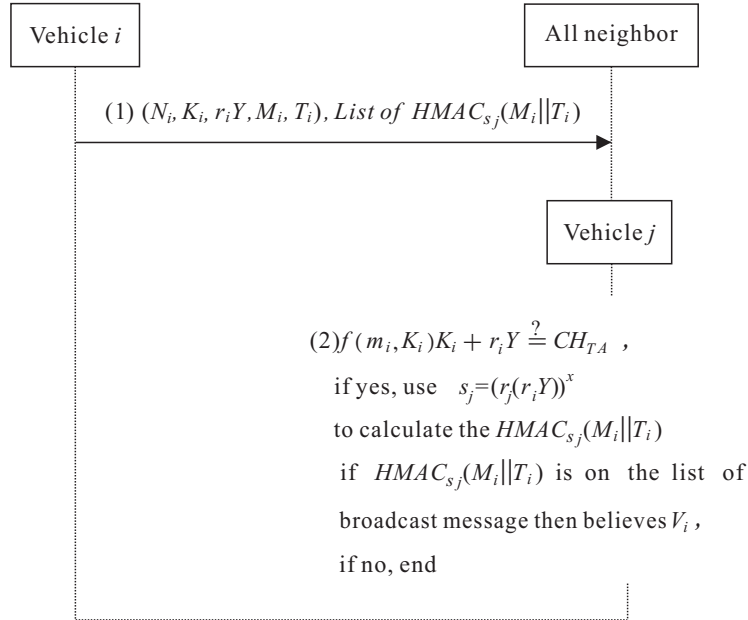 Vehicle i
All neighbor
(1) (N_i, K_i, r_iY, M_i, T_i), List of HMAC_{s_j}(M_i||T_i)
Vehicle j
(2) f(m_i, K_i)K_i + r_iY ≟ CH_{TA} ,
if yes, use s_j=(r_j(r_iY))^x
to calculate the HMAC_{s_j}(M_i||T_i)
if HMAC_{s_j}(M_i||T_i) is on the list of
broadcast message then believes V_i ,
if no, end